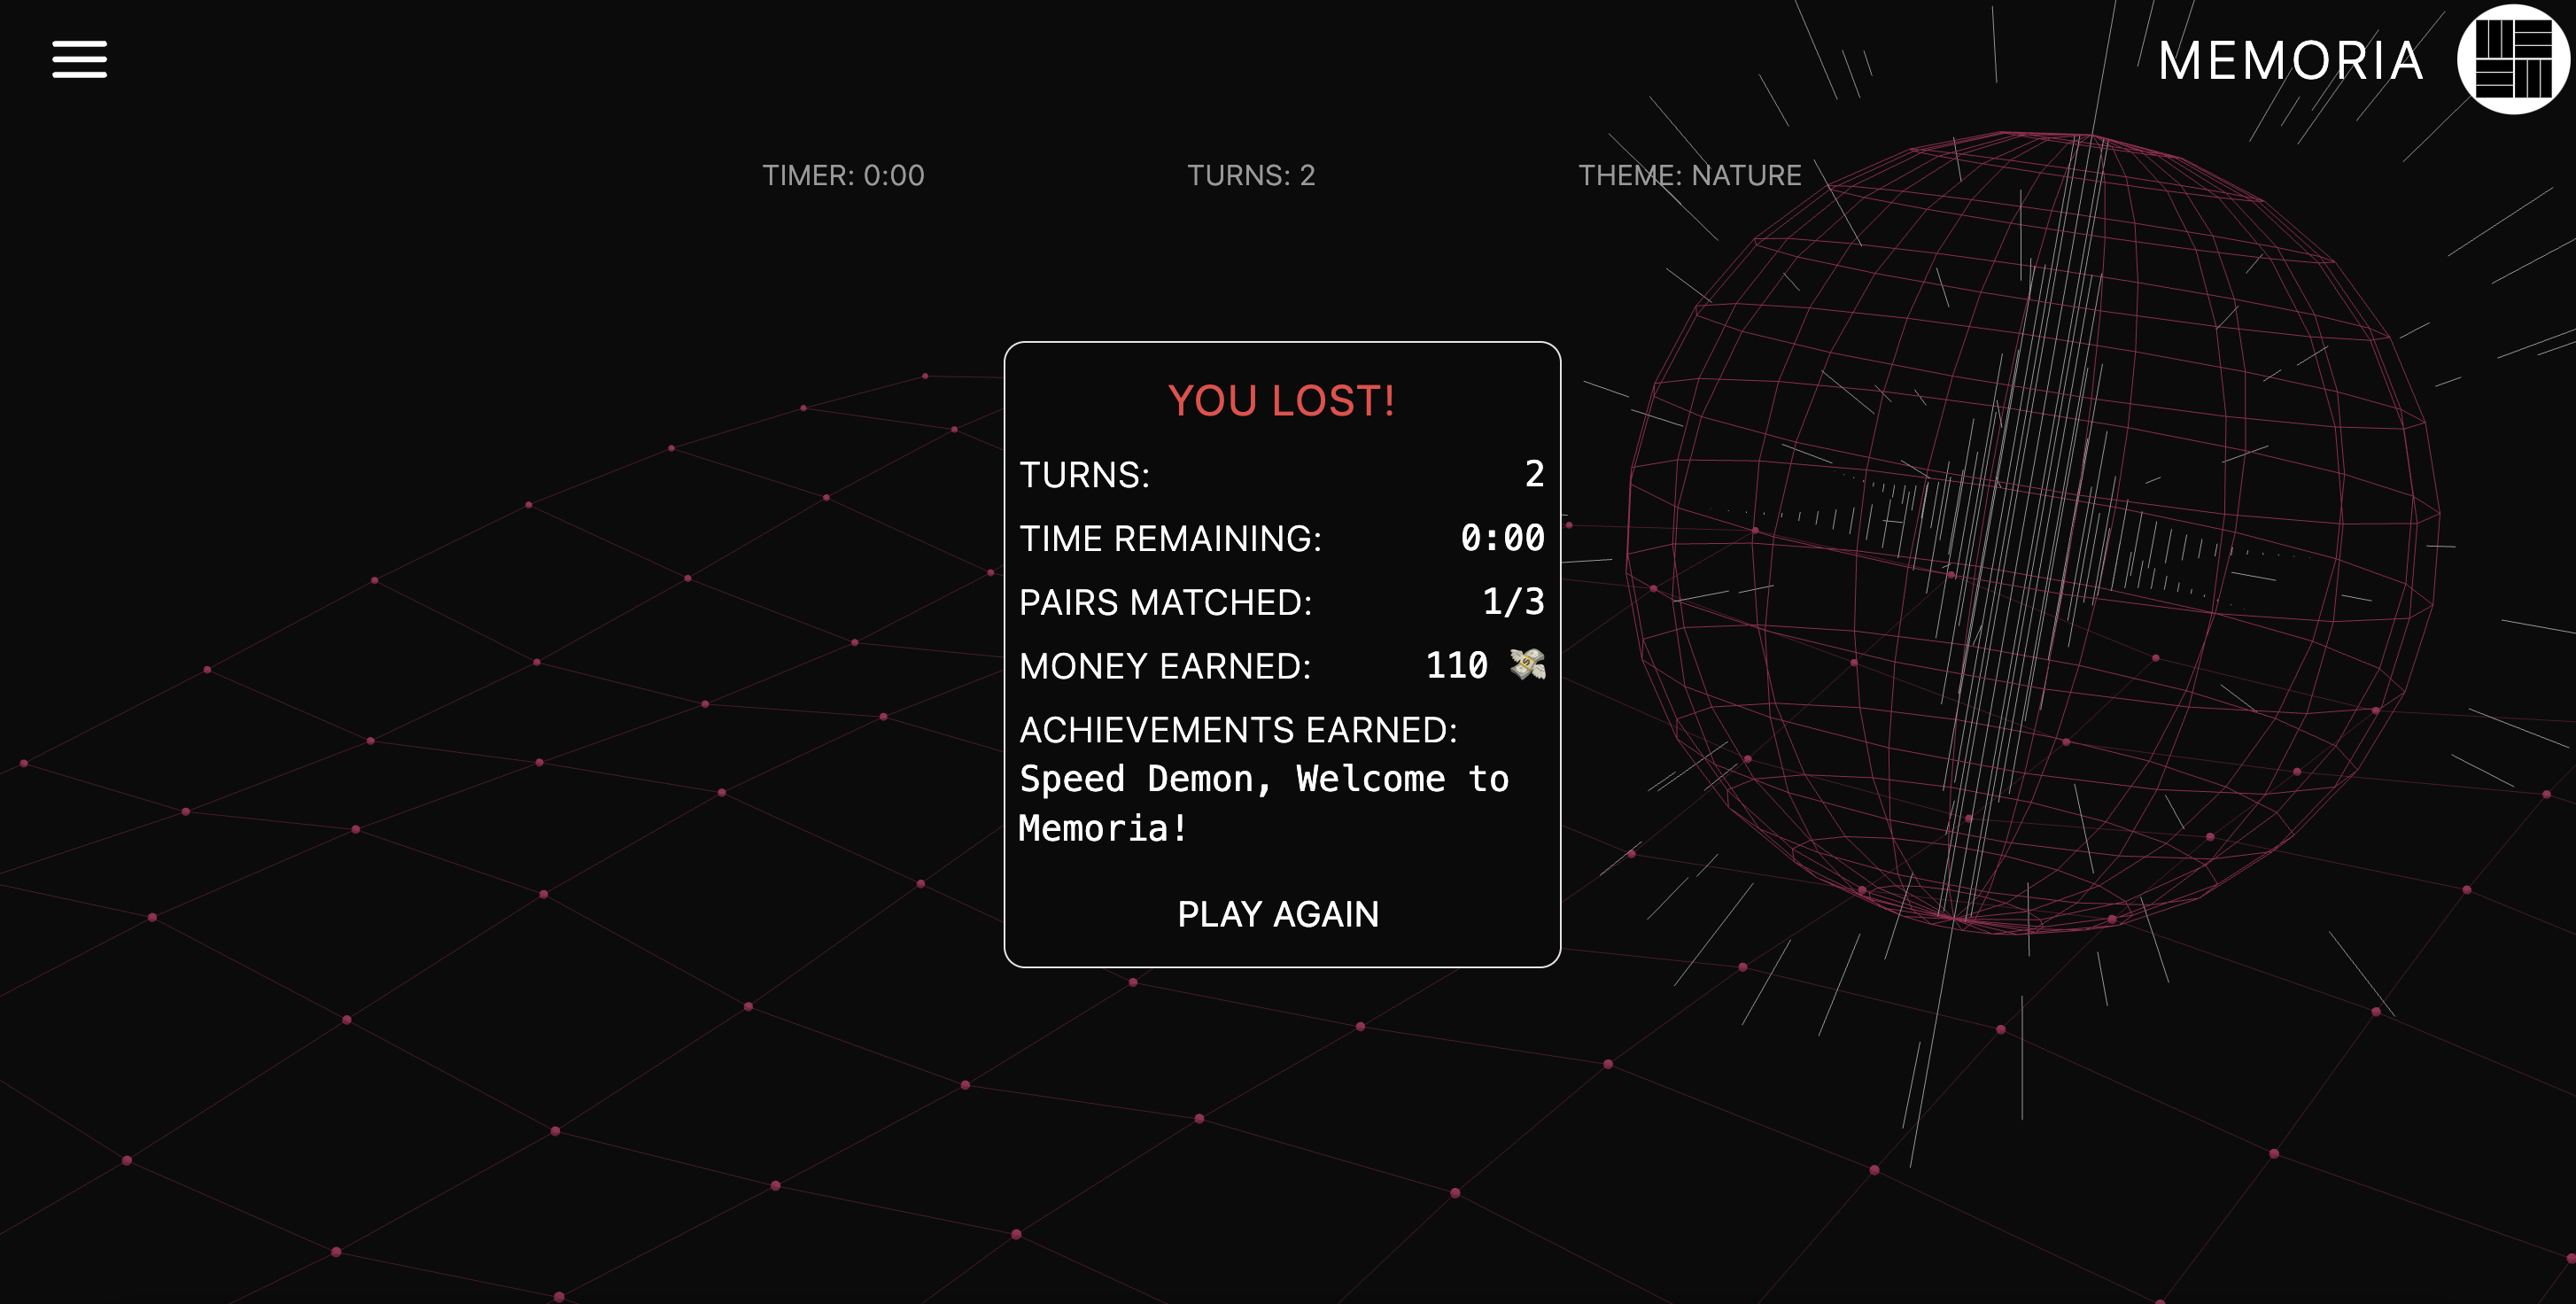 MEMORIA
TIMER: 0:00
TURNS: 2
THEME: NATURE
YOU LOST!
TURNS: 2
TIME REMAINING: 0:00
PAIRS MATCHED: 1/3
MONEY EARNED: 110 💸
ACHIEVEMENTS EARNED:
Speed Demon, Welcome to
Memoria!
PLAY AGAIN